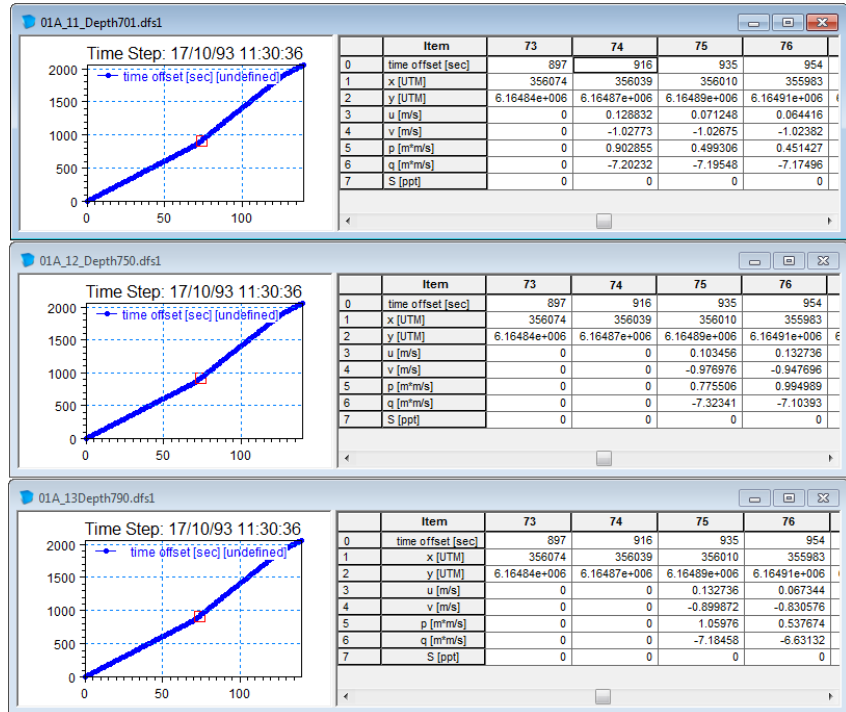 01A_11_Depth701.dfs1
Time Step: 17/10/93 11:30:36
time offset [sec] [undefined]
2000
1500
1000
500
0
0 50 100
Item 73 74 75 76
0 time offset [sec] 897 916 935 954
1 x [UTM] 356074 356039 356010 355983
2 y [UTM] 6.16484e+006 6.16487e+006 6.16489e+006 6.16491e+006
3 u [m/s] 0 0.128832 0.071248 0.064416
4 v [m/s] 0 -1.02773 -1.02675 -1.02382
5 p [m*m/s] 0 0.902855 0.499306 0.451427
6 q [m*m/s] 0 -7.20232 -7.19548 -7.17496
7 S [ppt] 0 0 0 0
01A_12_Depth750.dfs1
Time Step: 17/10/93 11:30:36
time offset [sec] [undefined]
2000
1500
1000
500
0
0 50 100
Item 73 74 75 76
0 time offset [sec] 897 916 935 954
1 x [UTM] 356074 356039 356010 355983
2 y [UTM] 6.16484e+006 6.16487e+006 6.16489e+006 6.16491e+006
3 u [m/s] 0 0 0.103456 0.132736
4 v [m/s] 0 0 -0.976976 -0.947696
5 p [m*m/s] 0 0 0.775506 0.994989
6 q [m*m/s] 0 0 -7.32341 -7.10393
7 S [ppt] 0 0 0 0
01A_13Depth790.dfs1
Time Step: 17/10/93 11:30:36
time offset [sec] [undefined]
2000
1500
1000
500
0
0 50 100
Item 73 74 75 76
0 time offset [sec] 897 916 935 954
1 x [UTM] 356074 356039 356010 355983
2 y [UTM] 6.16484e+006 6.16487e+006 6.16489e+006 6.16491e+006
3 u [m/s] 0 0 0.132736 0.067344
4 v [m/s] 0 0 -0.899872 -0.830576
5 p [m*m/s] 0 0 1.05976 0.537674
6 q [m*m/s] 0 0 -7.18458 -6.63132
7 S [ppt] 0 0 0 0